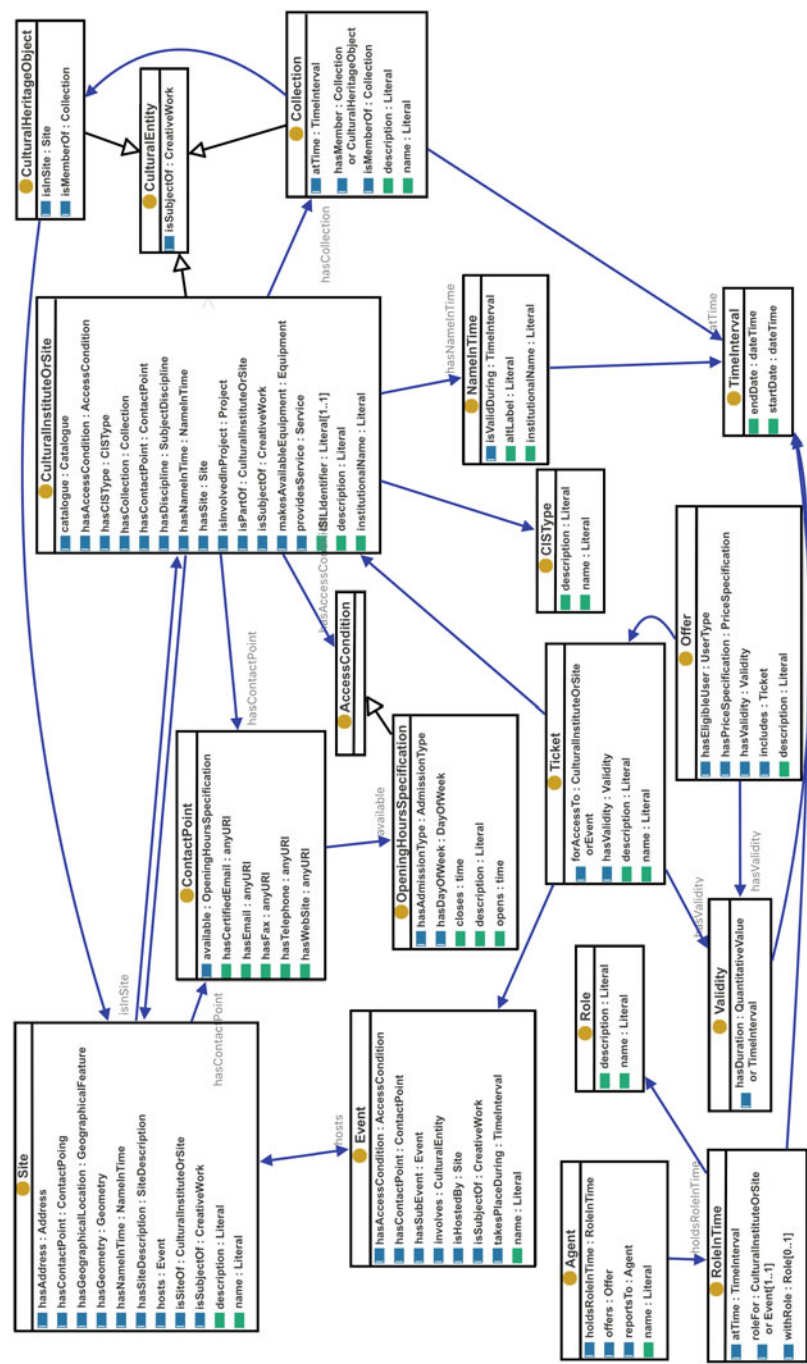 Site
hasAddress : Address
hasContactPoint : ContactPoing
hasGeographicalLocation : GeographicalFeature
hasGeometry : Geometry
hasNameInTime : NameInTime
hasSiteDescription : SiteDescription
hosts : Event
isSiteOf : CulturalInstituteOrSite
isSubjectOf : CreativeWork
description : Literal
name : Literal
isInSite
hasContactPoint
ContactPoint
available : OpeningHoursSpecification
hasCertifiedEmail : anyURI
hasEmail : anyURI
hasFax : anyURI
hasTelephone : anyURI
hasWebSite : anyURI
hasContactPoint
CulturalInstituteOrSite
catalogue : Catalogue
hasAccessCondition : AccessCondition
hasCISType : CISType
hasCollection : Collection
hasContactPoint : ContactPoint
hasDiscipline : SubjectDiscipline
hasNameInTime : NameInTime
hasSite : Site
isInvolvedInProject : Project
isPartOf : CulturalInstituteOrSite
isSubjectOf : CreativeWork
makesAvailableEquipment : Equipment
providesService : Service
ISILIdentifier : Literal[1..1]
description : Literal
institutionalName : Literal
CulturalHeritageObject
isInSite : Site
isMemberOf : Collection
CulturalEntity
isSubjectOf : CreativeWork
hasCollection
Collection
atTime : TimeInterval
hasMember : Collection
or CulturalHeritageObject
isMemberOf : Collection
description : Literal
name : Literal
hosts
Event
hasAccessCondition : AccessCondition
hasContactPoint : ContactPoint
hasSubEvent : Event
involves : CulturalEntity
isHostedBy : Site
isSubjectOf : CreativeWork
takesPlaceDuring : TimeInterval
name : Literal
available
OpeningHoursSpecification
hasAdmissionType : AdmissionType
hasDayOfWeek : DayOfWeek
closes : time
description : Literal
opens : time
AccessCondition
hasNameInTime
NameInTime
isValidDuring : TimeInterval
altLabel : Literal
institutionalName : Literal
CISType
description : Literal
name : Literal
Ticket
forAccessTo : CulturalInstituteOrSite
orEvent
hasValidity : Validity
description : Literal
name : Literal
hasValidity
Agent
holdsRoleInTime : RoleInTime
offers : Offer
reportsTo : Agent
name : Literal
holdsRoleInTime
Role
description : Literal
name : Literal
RoleInTime
atTime : TimeInterval
roleFor : CulturalInstituteOrSite
or Event[1..1]
withRole : Role[0..1]
Validity
hasDuration : QuantitativeValue
or TimeInterval
hasValidity
Offer
hasEligibleUser : UserType
hasPriceSpecification : PriceSpecification
hasValidity : Validity
includes : Ticket
description : Literal
atTime
TimeInterval
endDate : dateTime
startDate : dateTime